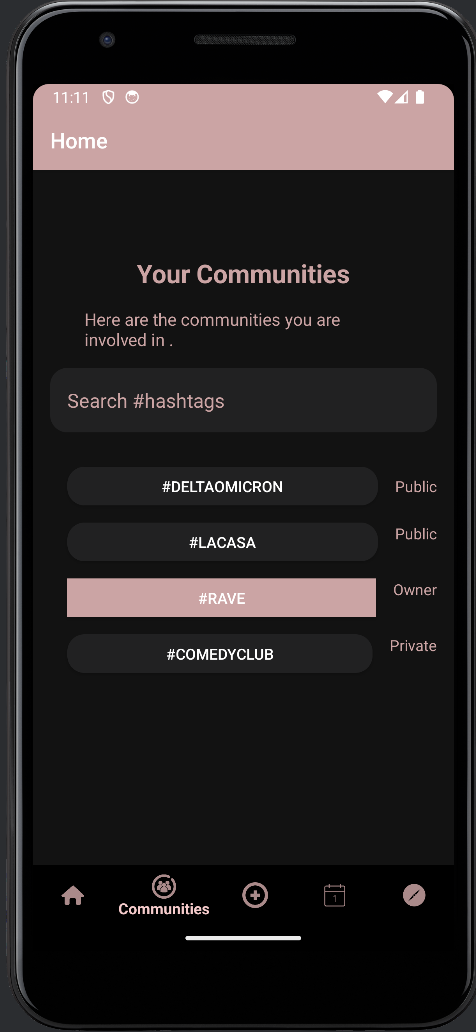 11:11
Home
Your Communities
Here are the communities you are
involved in .
Search #hashtags
#DELTAOMICRON Public
#LACASA Public
#RAVE Owner
#COMEDYCLUB Private
1
Communities